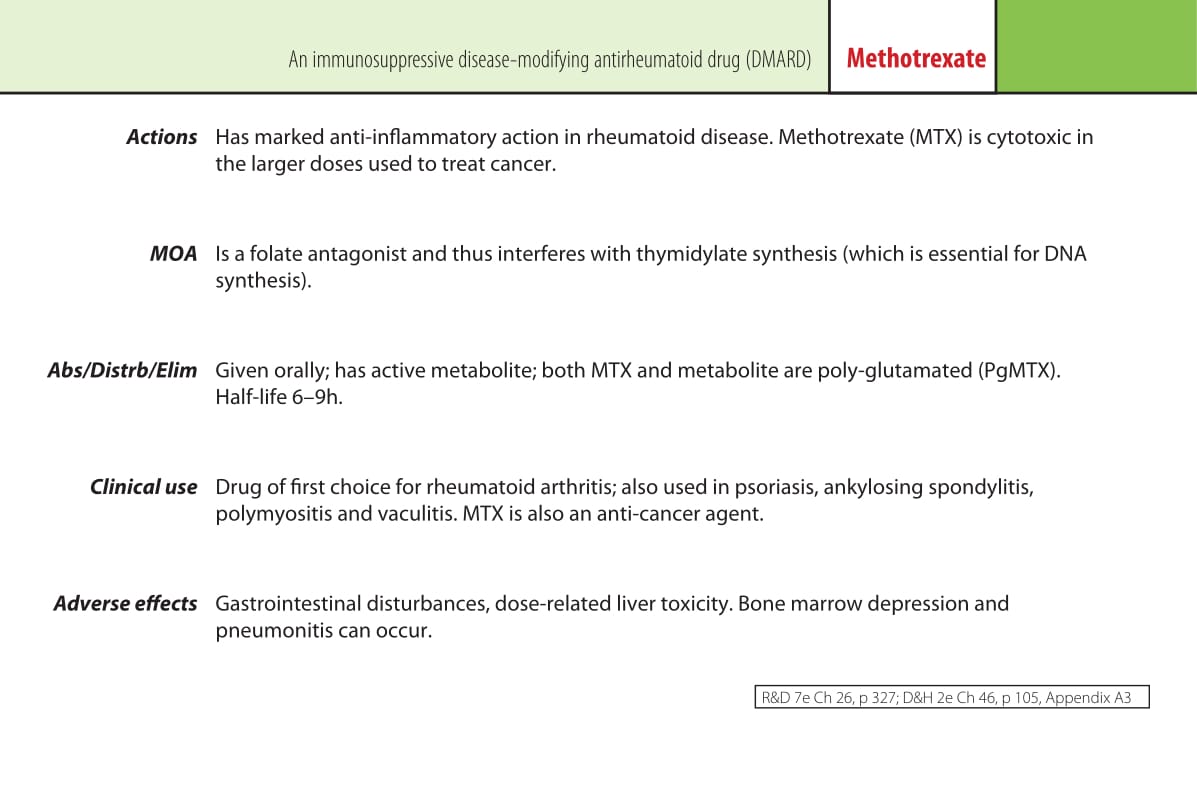 An immunosuppressive disease-modifying antirheumatoid drug (DMARD) Methotrexate
Actions Has marked anti-inflammatory action in rheumatoid disease. Methotrexate (MTX) is cytotoxic in
the larger doses used to treat cancer.
MOA Is a folate antagonist and thus interferes with thymidylate synthesis (which is essential for DNA
synthesis).
Abs/Distrb/Elim Given orally; has active metabolite; both MTX and metabolite are poly-glutamated (PgMTX).
Half-life 6–9h.
Clinical use Drug of first choice for rheumatoid arthritis; also used in psoriasis, ankylosing spondylitis,
polymyositis and vaculitis. MTX is also an anti-cancer agent.
Adverse effects Gastrointestinal disturbances, dose-related liver toxicity. Bone marrow depression and
pneumonitis can occur.
R&D 7e Ch 26, p 327; D&H 2e Ch 46, p 105, Appendix A3